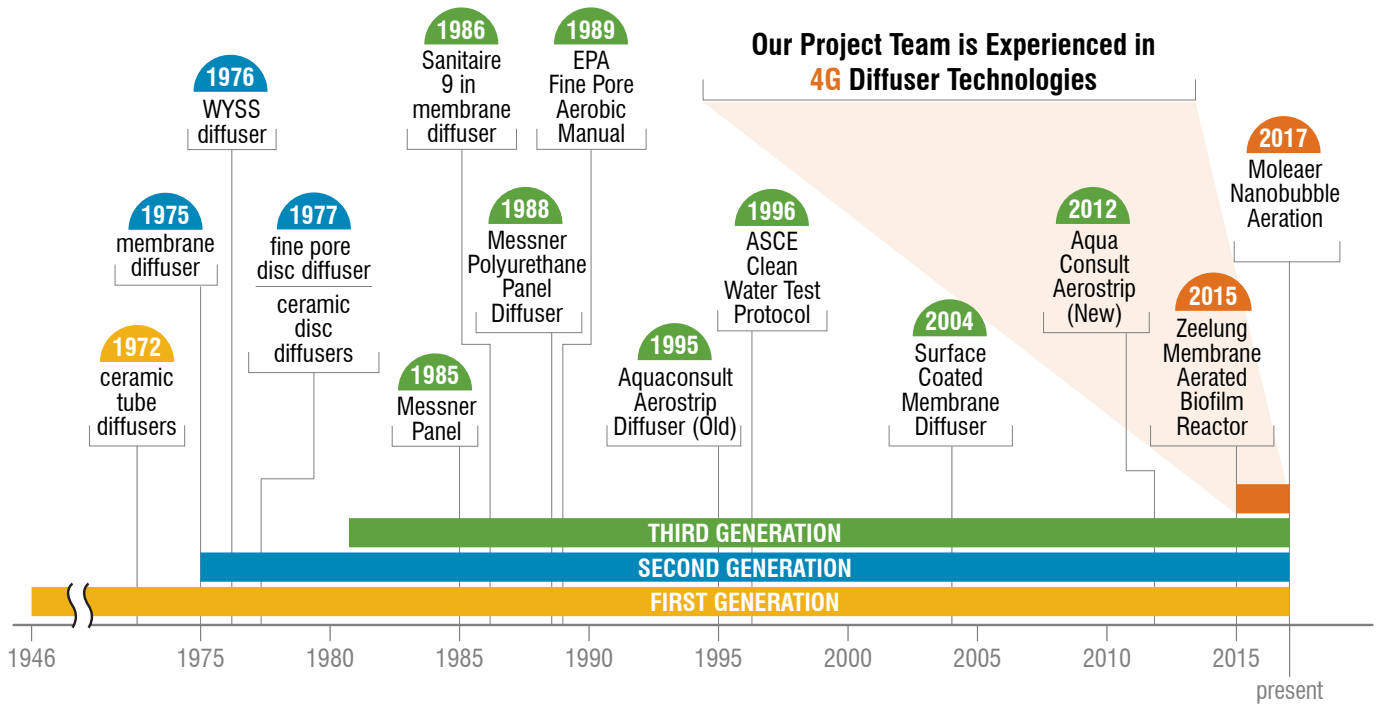 Our Project Team is Experienced in
4G Diffuser Technologies
1972
ceramic
tube
diffusers
1975
membrane
diffuser
1976
WYSS
diffuser
1977
fine pore
disc diffuser
ceramic
disc
diffusers
1985
Messner
Panel
1986
Sanitaire
9 in
membrane
diffuser
1988
Messner
Polyurethane
Panel
Diffuser
1989
EPA
Fine Pore
Aerobic
Manual
1995
Aquaconsult
Aerostrip
Diffuser (Old)
1996
ASCE
Clean
Water Test
Protocol
2004
Surface
Coated
Membrane
Diffuser
2012
Aqua
Consult
Aerostrip
(New)
2015
Zeelung
Membrane
Aerated
Biofilm
Reactor
2017
Moleaer
Nanobubble
Aeration
THIRD GENERATION
SECOND GENERATION
FIRST GENERATION
1946 1975 1980 1985 1990 1995 2000 2005 2010 2015
present